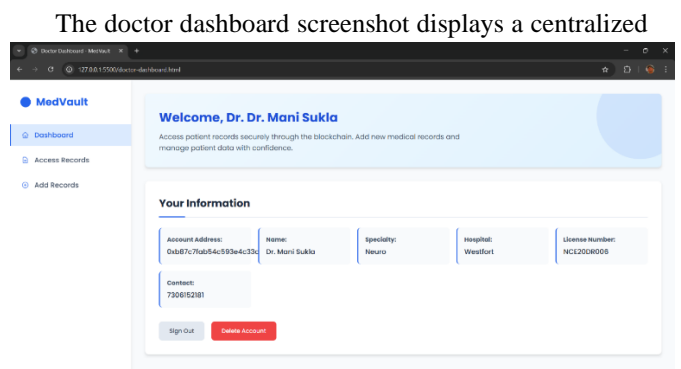 The doctor dashboard screenshot displays a centralized
Doctor Dashboard - MedVault
127.0.0.1:5500/doctor-dashboard.html
MedVault
Dashboard
Access Records
Add Records
Welcome, Dr. Dr. Mani Sukla
Access patient records securely through the blockchain. Add new medical records and
manage patient data with confidence.
Your Information
Account Address:
0xb87c7fab54c593e4c33c
Name:
Dr. Mani Sukla
Specialty:
Neuro
Hospital:
Westfort
License Number:
NCE20DR006
Contact:
7306152181
Sign Out
Delete Account